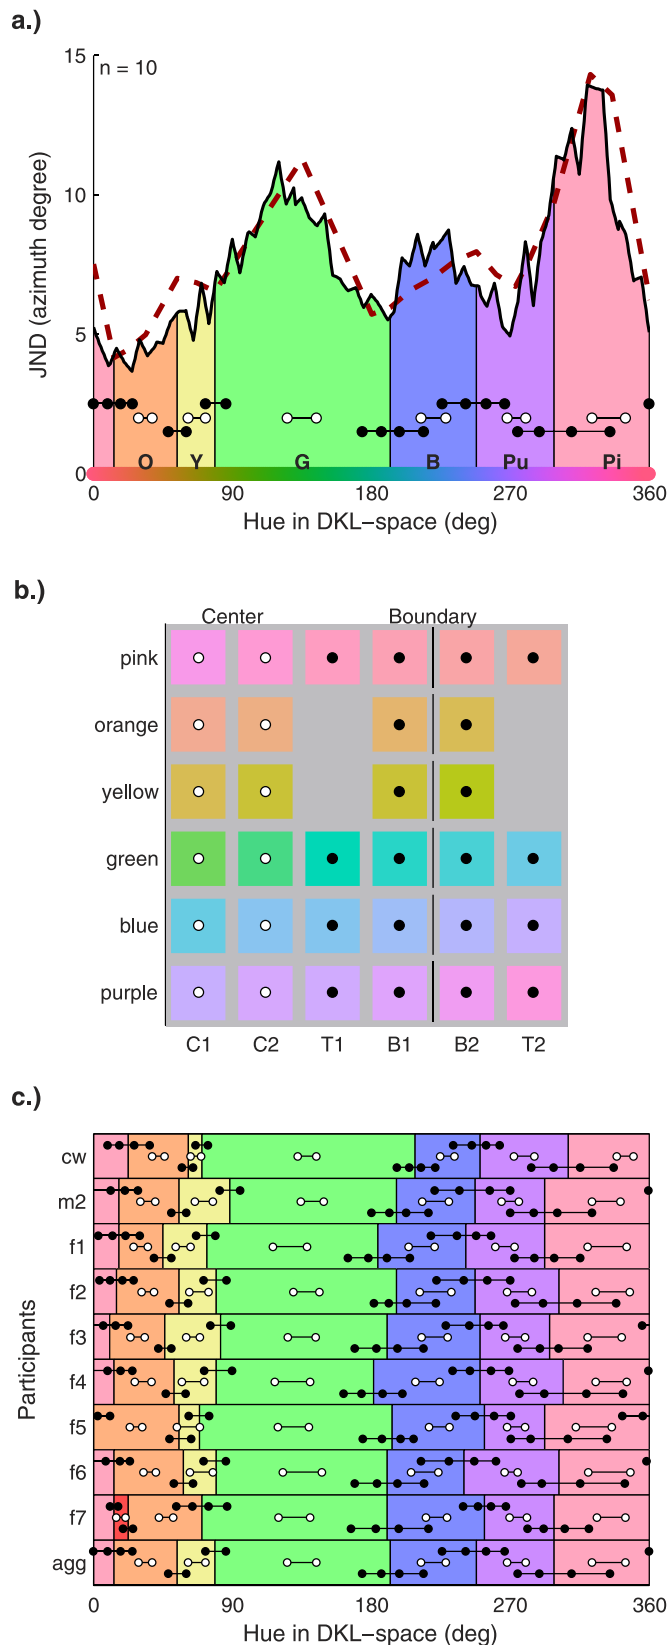 a.)
15
n = 10
10
5
0
JND (azimuth degree)
O Y G B Pu Pi
0 90 180 270 360
Hue in DKL−space (deg)
b.)
Center Boundary
pink
orange
yellow
green
blue
purple
C1 C2 T1 B1 B2 T2
c.)
Participants
cw
m2
f1
f2
f3
f4
f5
f6
f7
agg
0 90 180 270 360
Hue in DKL−space (deg)